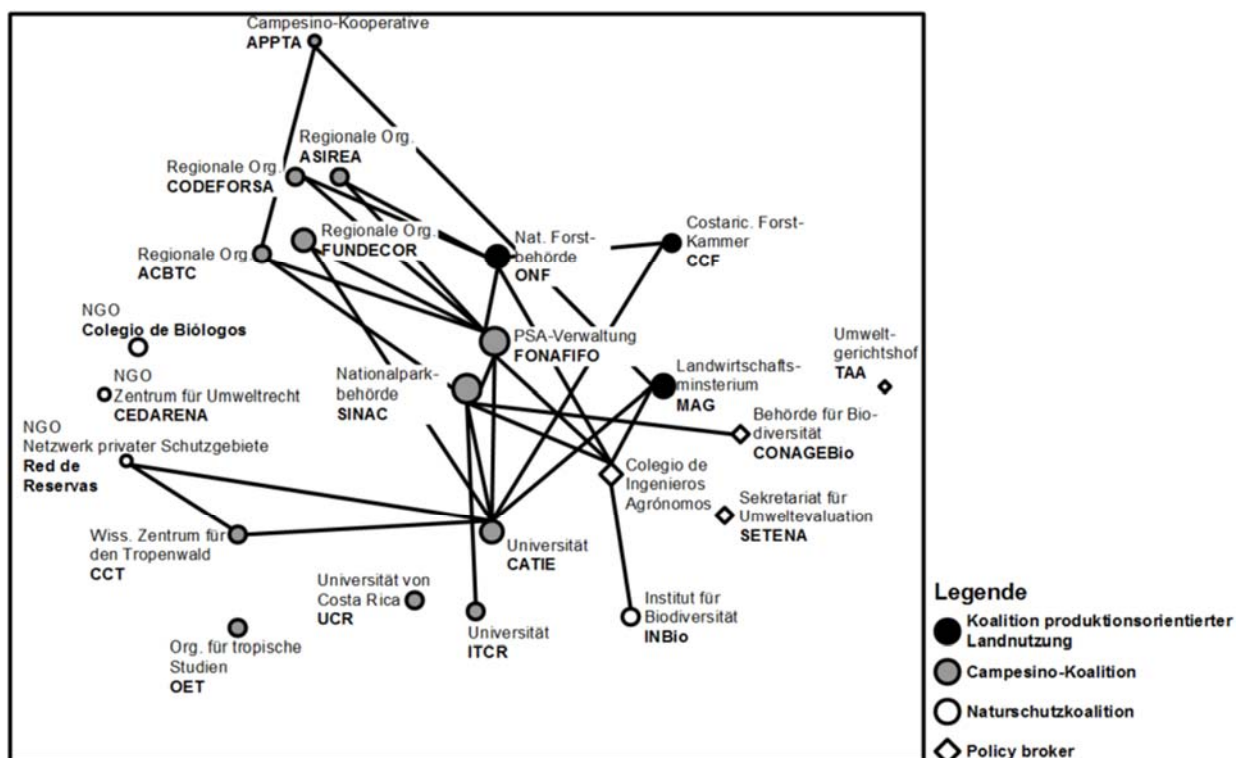 Campesino-Kooperative
APPTA
Regionale Org.
ASIREA
Regionale Org.
CODEFORSA
Regionale Org.
FUNDECOR
Regionale Org.
ACBTC
Nat. Forst-
behörde
ONF
Costaric. Forst-
Kammer
CCF
NGO
Colegio de Biólogos
PSA-Verwaltung
FONAFIFO
Umwelt-
gerichtshof
TAA
NGO
Zentrum für Umweltrecht
CEDARENA
Nationalpark-
behörde
SINAC
Landwirtschafts-
minsterium
MAG
Behörde für Bio-
diversität
CONAGEBio
NGO
Netzwerk privater Schutzgebiete
Red de
Reservas
Colegio de
Ingenieros
Agrónomos
Sekretariat für
Umweltevaluation
SETENA
Wiss. Zentrum für
den Tropenwald
CCT
Universität
CATIE
Universität von
Costa Rica
UCR
Universität
ITCR
Institut für
Biodiversität
INBio
Org. für tropische
Studien
OET
Legende
Koalition produktionsorientierter
Landnutzung
Campesino-Koalition
Naturschutzkoalition
Policy broker